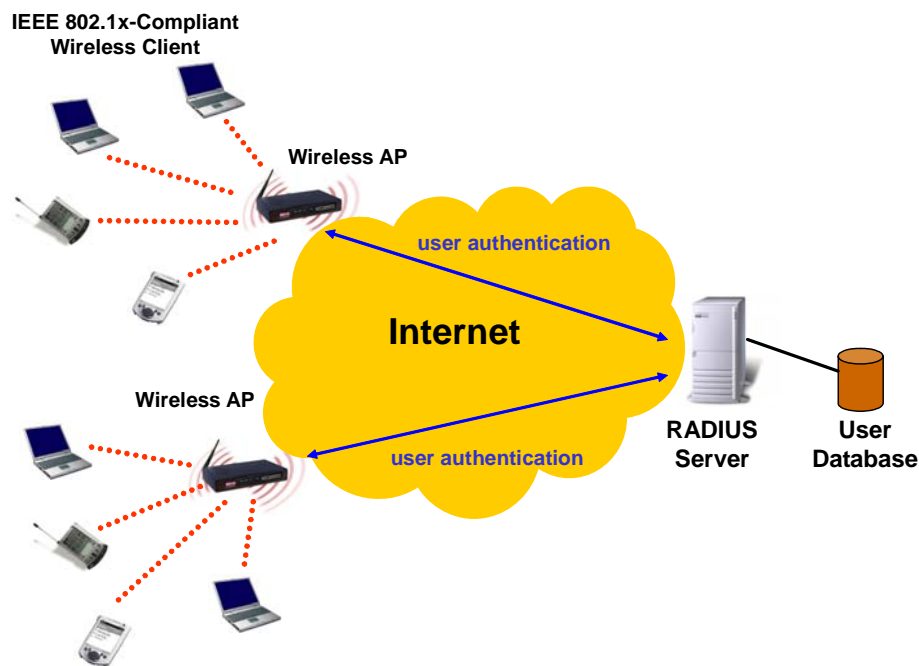 IEEE 802.1x-Compliant
Wireless Client
Wireless AP
user authentication
Internet
Wireless AP
user authentication
RADIUS
Server
User
Database